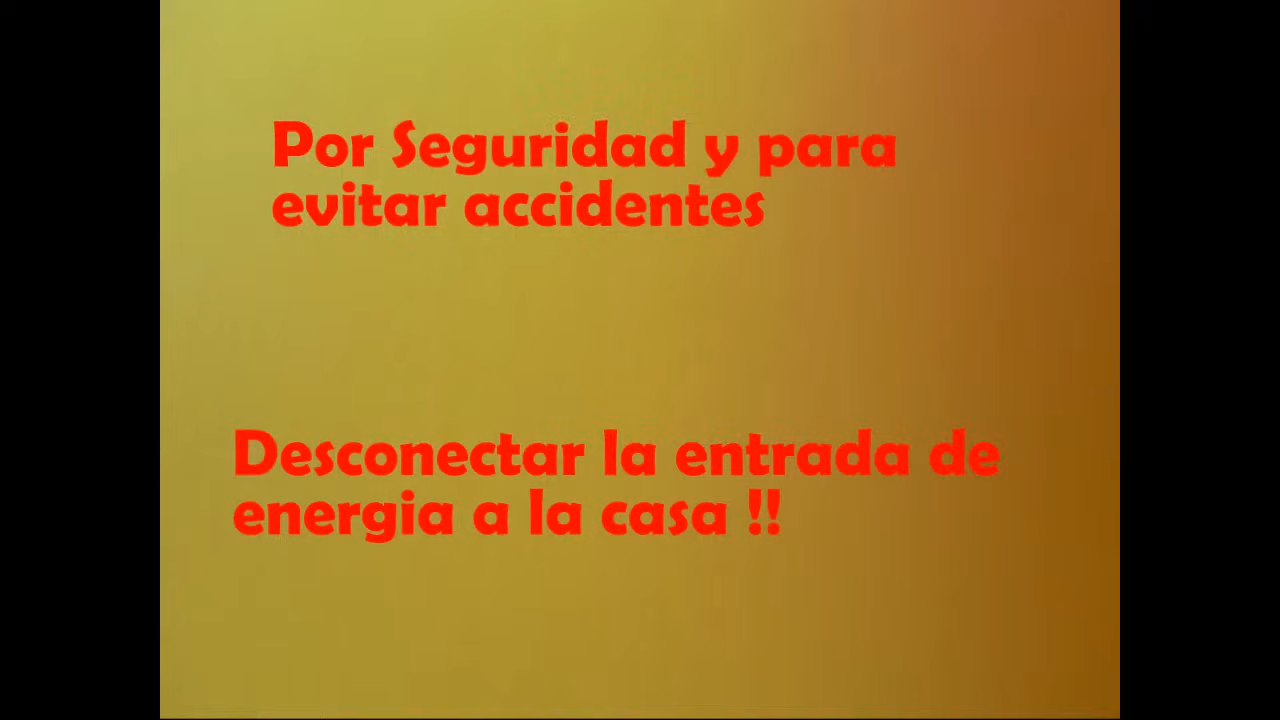 Por Seguridad y para
evitar accidentes
Desconectar la entrada de
energia a la casa !!